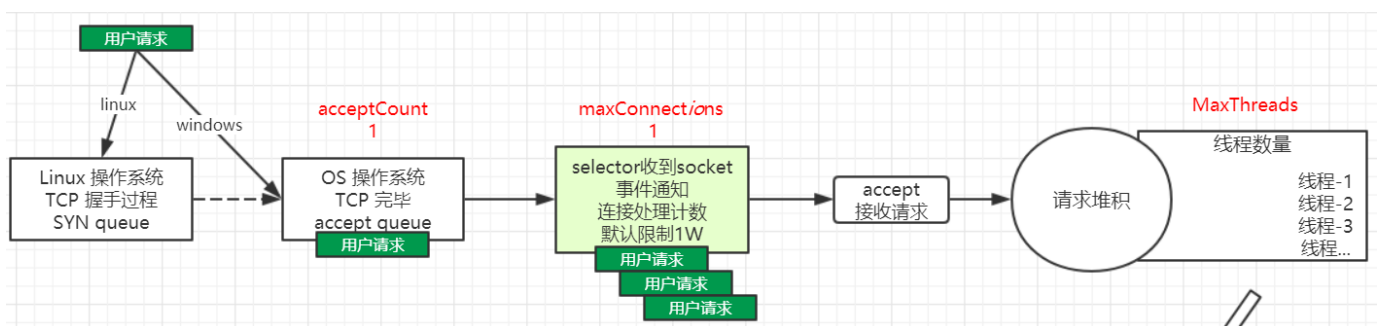 用户请求
linux
windows
Linux 操作系统
TCP 握手过程
SYN queue
acceptCount
1
OS 操作系统
TCP 完毕
accept queue
用户请求
maxConnections
1
selector收到socket
事件通知
连接处理计数
默认限制1W
用户请求
用户请求
用户请求
accept
接收请求
请求堆积
MaxThreads
线程数量
线程-1
线程-2
线程-3
线程...